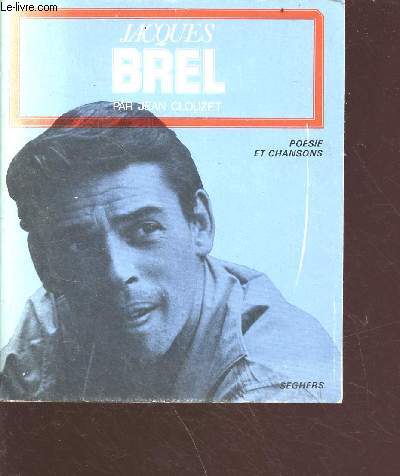 Le-livre.com
JACQUES
BREL
PAR JEAN CLOUZET
POESIE
ET CHANSONS
SEGHERS